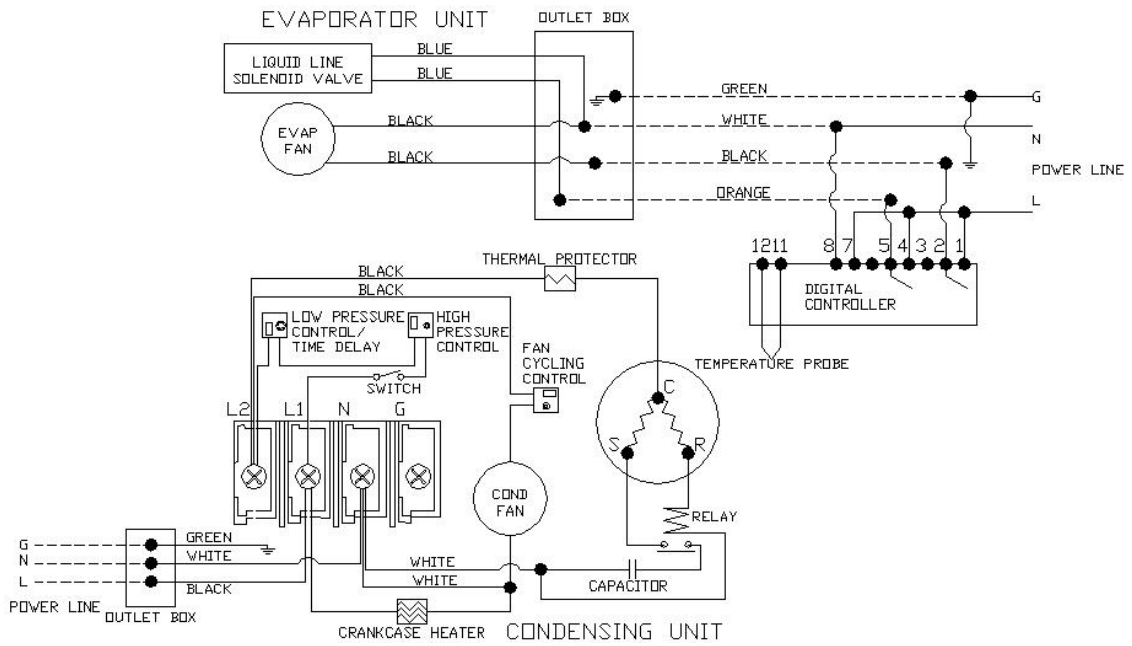 EVAPORATOR UNIT
OUTLET BOX
LIQUID LINE
SOLENOID VALVE
BLUE
BLUE
EVAP
FAN
BLACK
BLACK
GREEN
WHITE
BLACK
ORANGE
G
N
POWER LINE
L
12 11 8 7 5 4 3 2 1
DIGITAL
CONTROLLER
TEMPERATURE PROBE
THERMAL PROTECTOR
BLACK
BLACK
LOW PRESSURE
CONTROL/
TIME DELAY
HIGH
PRESSURE
CONTROL
SWITCH
FAN
CYCLING
CONTROL
L2 L1 N G
C
S R
COND
FAN
RELAY
G
N
L
POWER LINE
OUTLET BOX
GREEN
WHITE
BLACK
WHITE
WHITE
CAPACITOR
CRANKCASE HEATER
CONDENSING UNIT